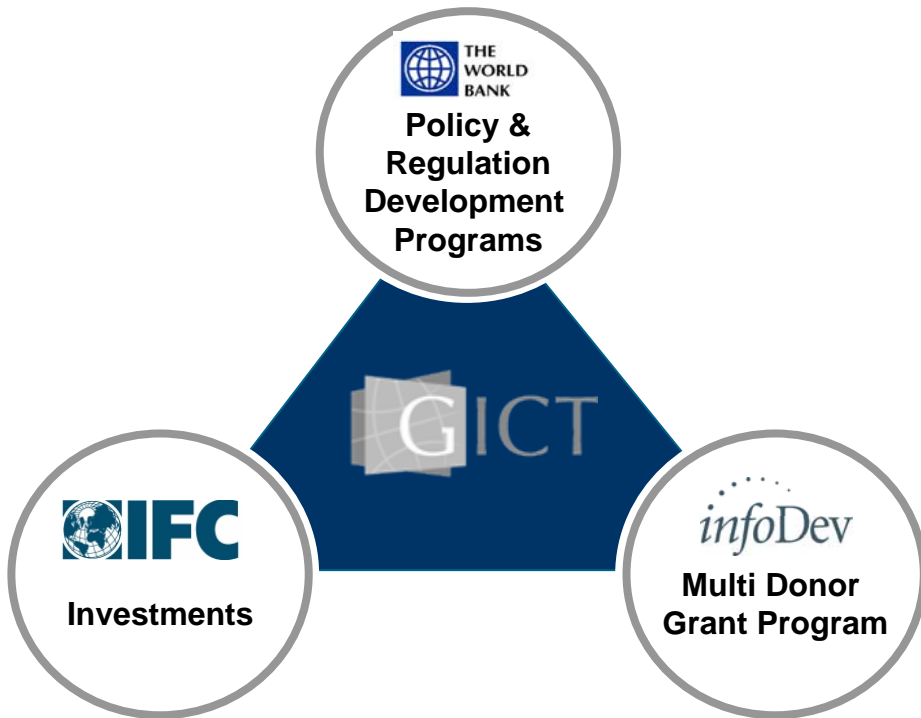 THE
WORLD
BANK
Policy &
Regulation
Development
Programs
GICT
IFC
Investments
infoDev
Multi Donor
Grant Program